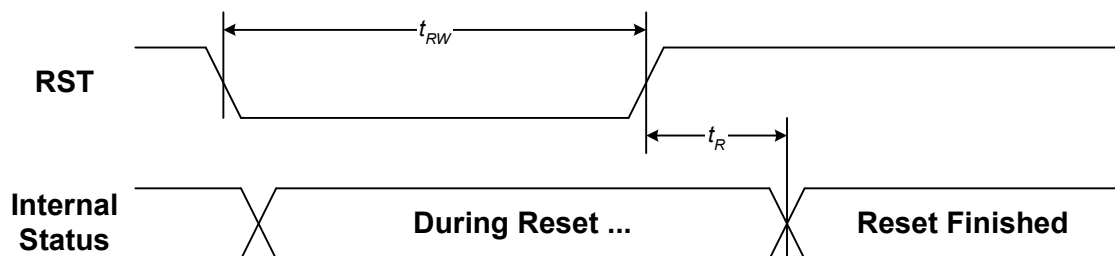 t_RW
RST
t_R
Internal
Status
During Reset ...
Reset Finished